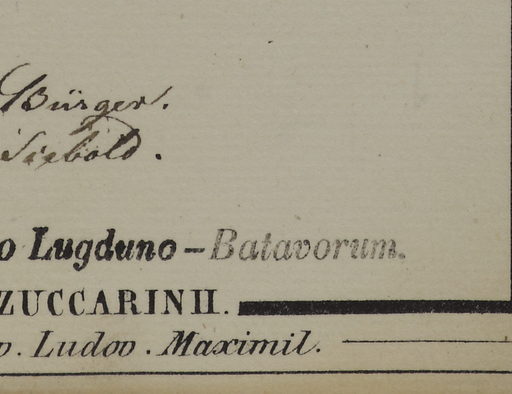 Bürger.
Siebold.
o Lugduno - Batavorum.
ZUCCARINII.
v. Ludov. Maximil.